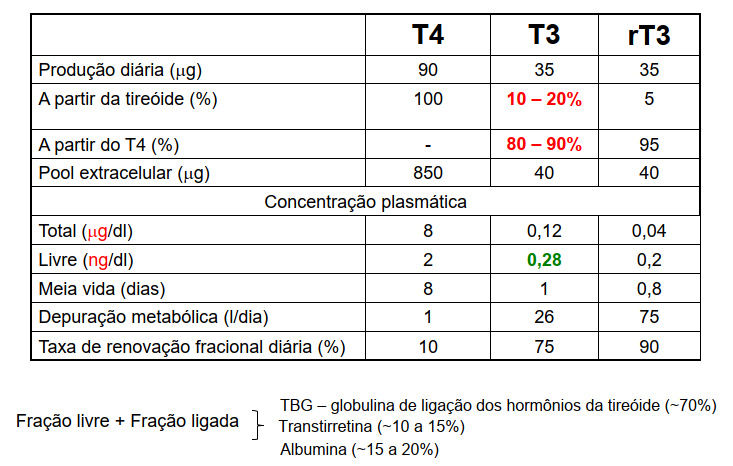 T4 T3 rT3
Produção diária (μg) 90 35 35
A partir da tireóide (%) 100 10 – 20% 5
A partir do T4 (%) - 80 – 90% 95
Pool extracelular (μg) 850 40 40
Concentração plasmática
Total (μg/dl) 8 0,12 0,04
Livre (ng/dl) 2 0,28 0,2
Meia vida (dias) 8 1 0,8
Depuração metabólica (l/dia) 1 26 75
Taxa de renovação fracional diária (%) 10 75 90
TBG – globulina de ligação dos hormônios da tireóide (~70%)
Fração livre + Fração ligada
Transtirretina (~10 a 15%)
Albumina (~15 a 20%)